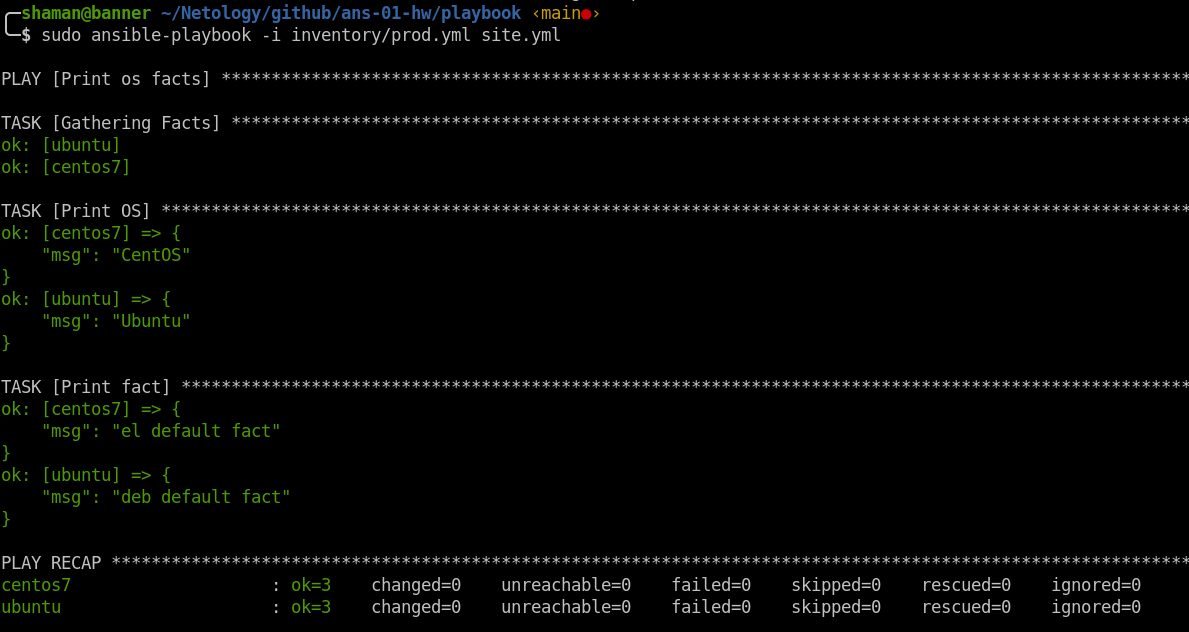 shaman@banner ~/Netology/github/ans-01-hw/playbook ‹main●›
$ sudo ansible-playbook -i inventory/prod.yml site.yml
PLAY [Print os facts] *************************************************************************************************
TASK [Gathering Facts] ************************************************************************************************
ok: [ubuntu]
ok: [centos7]
TASK [Print OS] *******************************************************************************************************
ok: [centos7] => {
    "msg": "CentOS"
}
ok: [ubuntu] => {
    "msg": "Ubuntu"
}
TASK [Print fact] *****************************************************************************************************
ok: [centos7] => {
    "msg": "el default fact"
}
ok: [ubuntu] => {
    "msg": "deb default fact"
}
PLAY RECAP ************************************************************************************************************
centos7                    : ok=3    changed=0    unreachable=0    failed=0    skipped=0    rescued=0    ignored=0
ubuntu                     : ok=3    changed=0    unreachable=0    failed=0    skipped=0    rescued=0    ignored=0